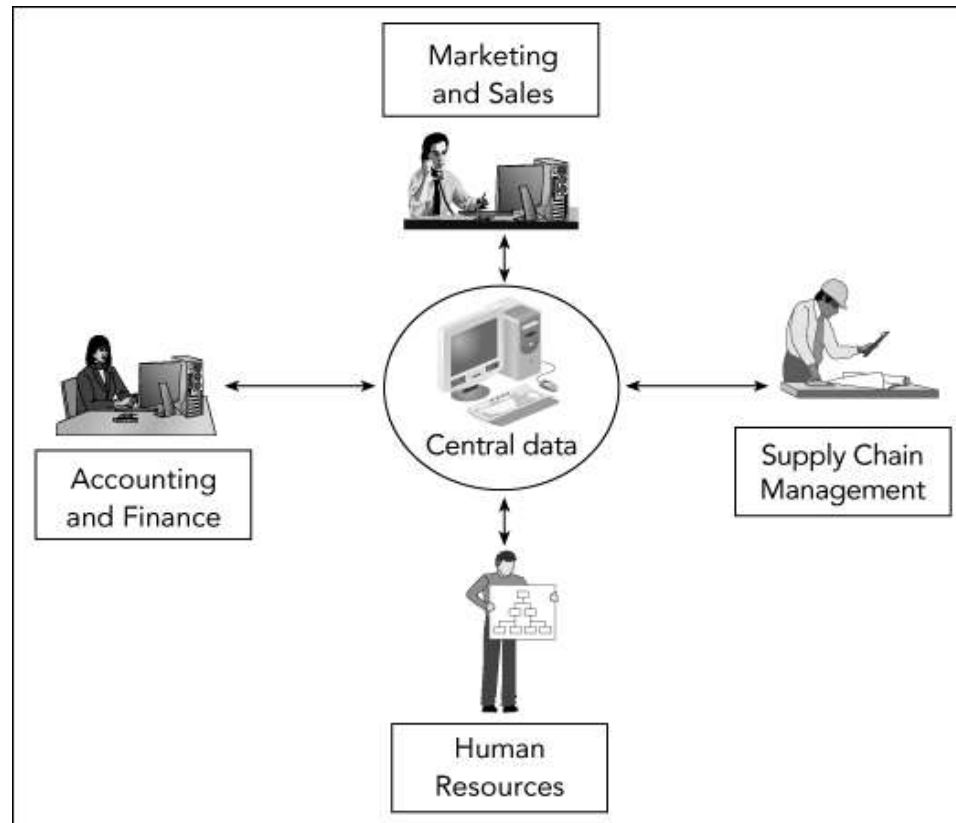 Marketing
and Sales
Central data
Accounting
and Finance
Supply Chain
Management
Human
Resources